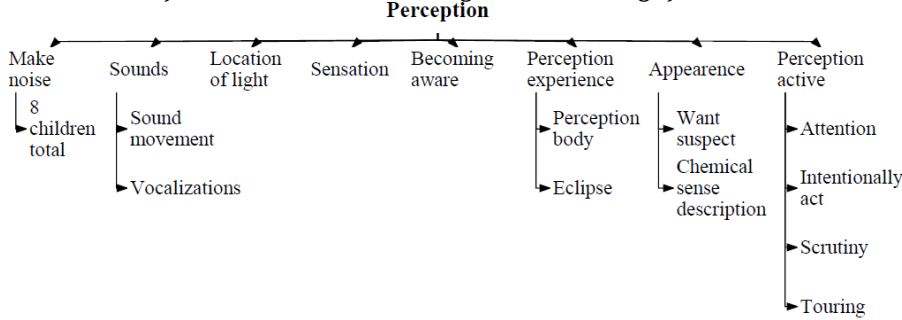 Perception
Make noise
Sounds
Location of light
Sensation
Becoming aware
Perception experience
Appearence
Perception active
8 children total
Sound movement
Vocalizations
Perception body
Eclipse
Want suspect
Chemical sense description
Attention
Intentionally act
Scrutiny
Touring